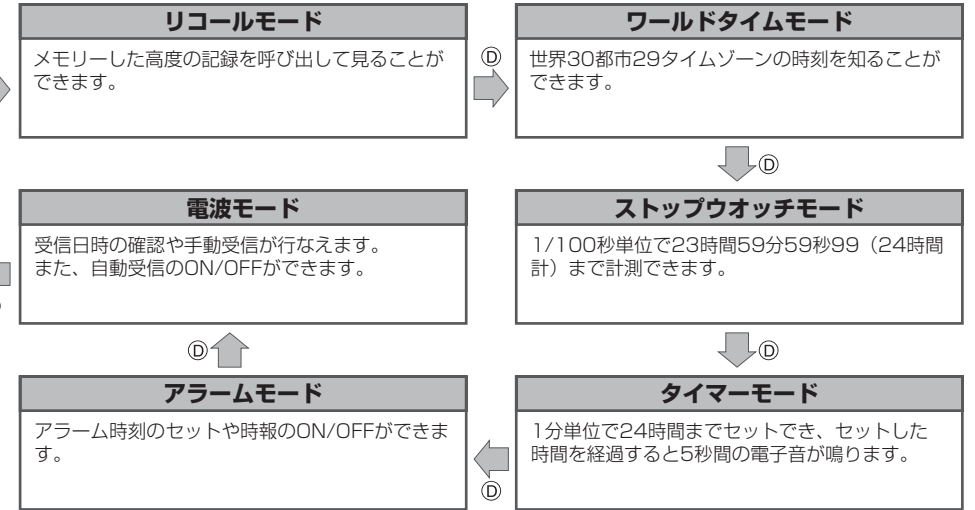 リコールモード
メモリーした高度の記録を呼び出して見ることが
できます。
Ⓓ
ワールドタイムモード
世界30都市29タイムゾーンの時刻を知ることが
できます。
Ⓓ
ストップウオッチモード
1/100秒単位で23時間59分59秒99（24時間
計）まで計測できます。
Ⓓ
タイマーモード
1分単位で24時間までセットでき、セットした
時間を経過すると5秒間の電子音が鳴ります。
Ⓓ
アラームモード
アラーム時刻のセットや時報のON/OFFができま
す。
Ⓓ
電波モード
受信日時の確認や手動受信が行なえます。
また、自動受信のON/OFFができます。